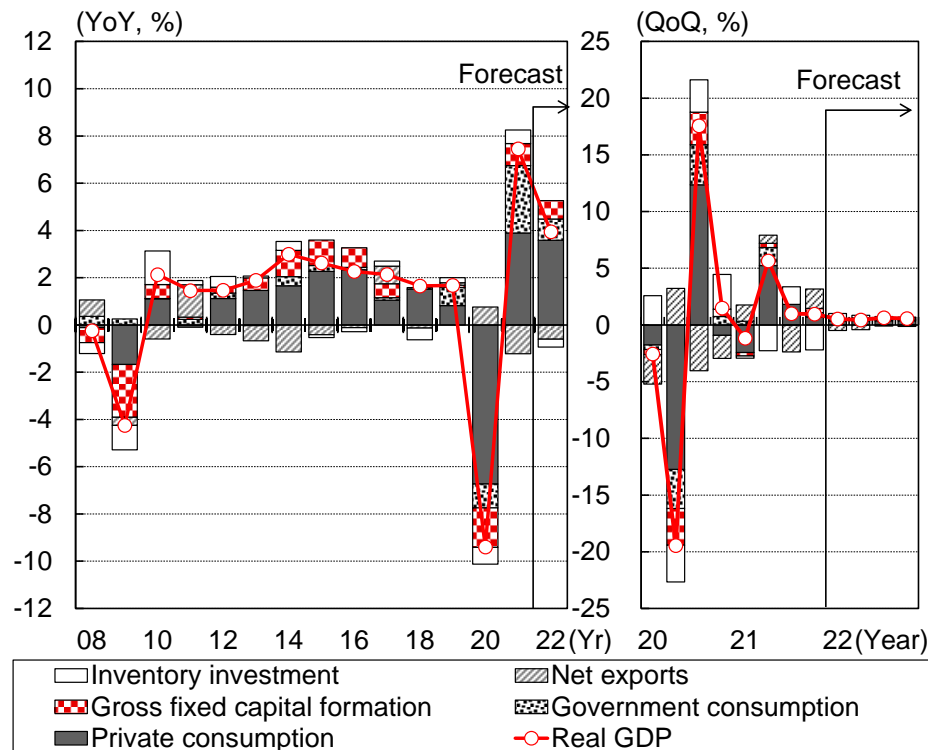 (YoY, %) (QoQ, %)
12 25
10 Forecast 20 Forecast
8
6 15
4 10
2 5
0 0
-2 -5
-4 -10
-6
-8 -15
-10 -20
-12 -25
08 10 12 14 16 18 20 22 (Yr) 20 21 22 (Year)
Inventory investment Net exports
Gross fixed capital formation Government consumption
Private consumption Real GDP